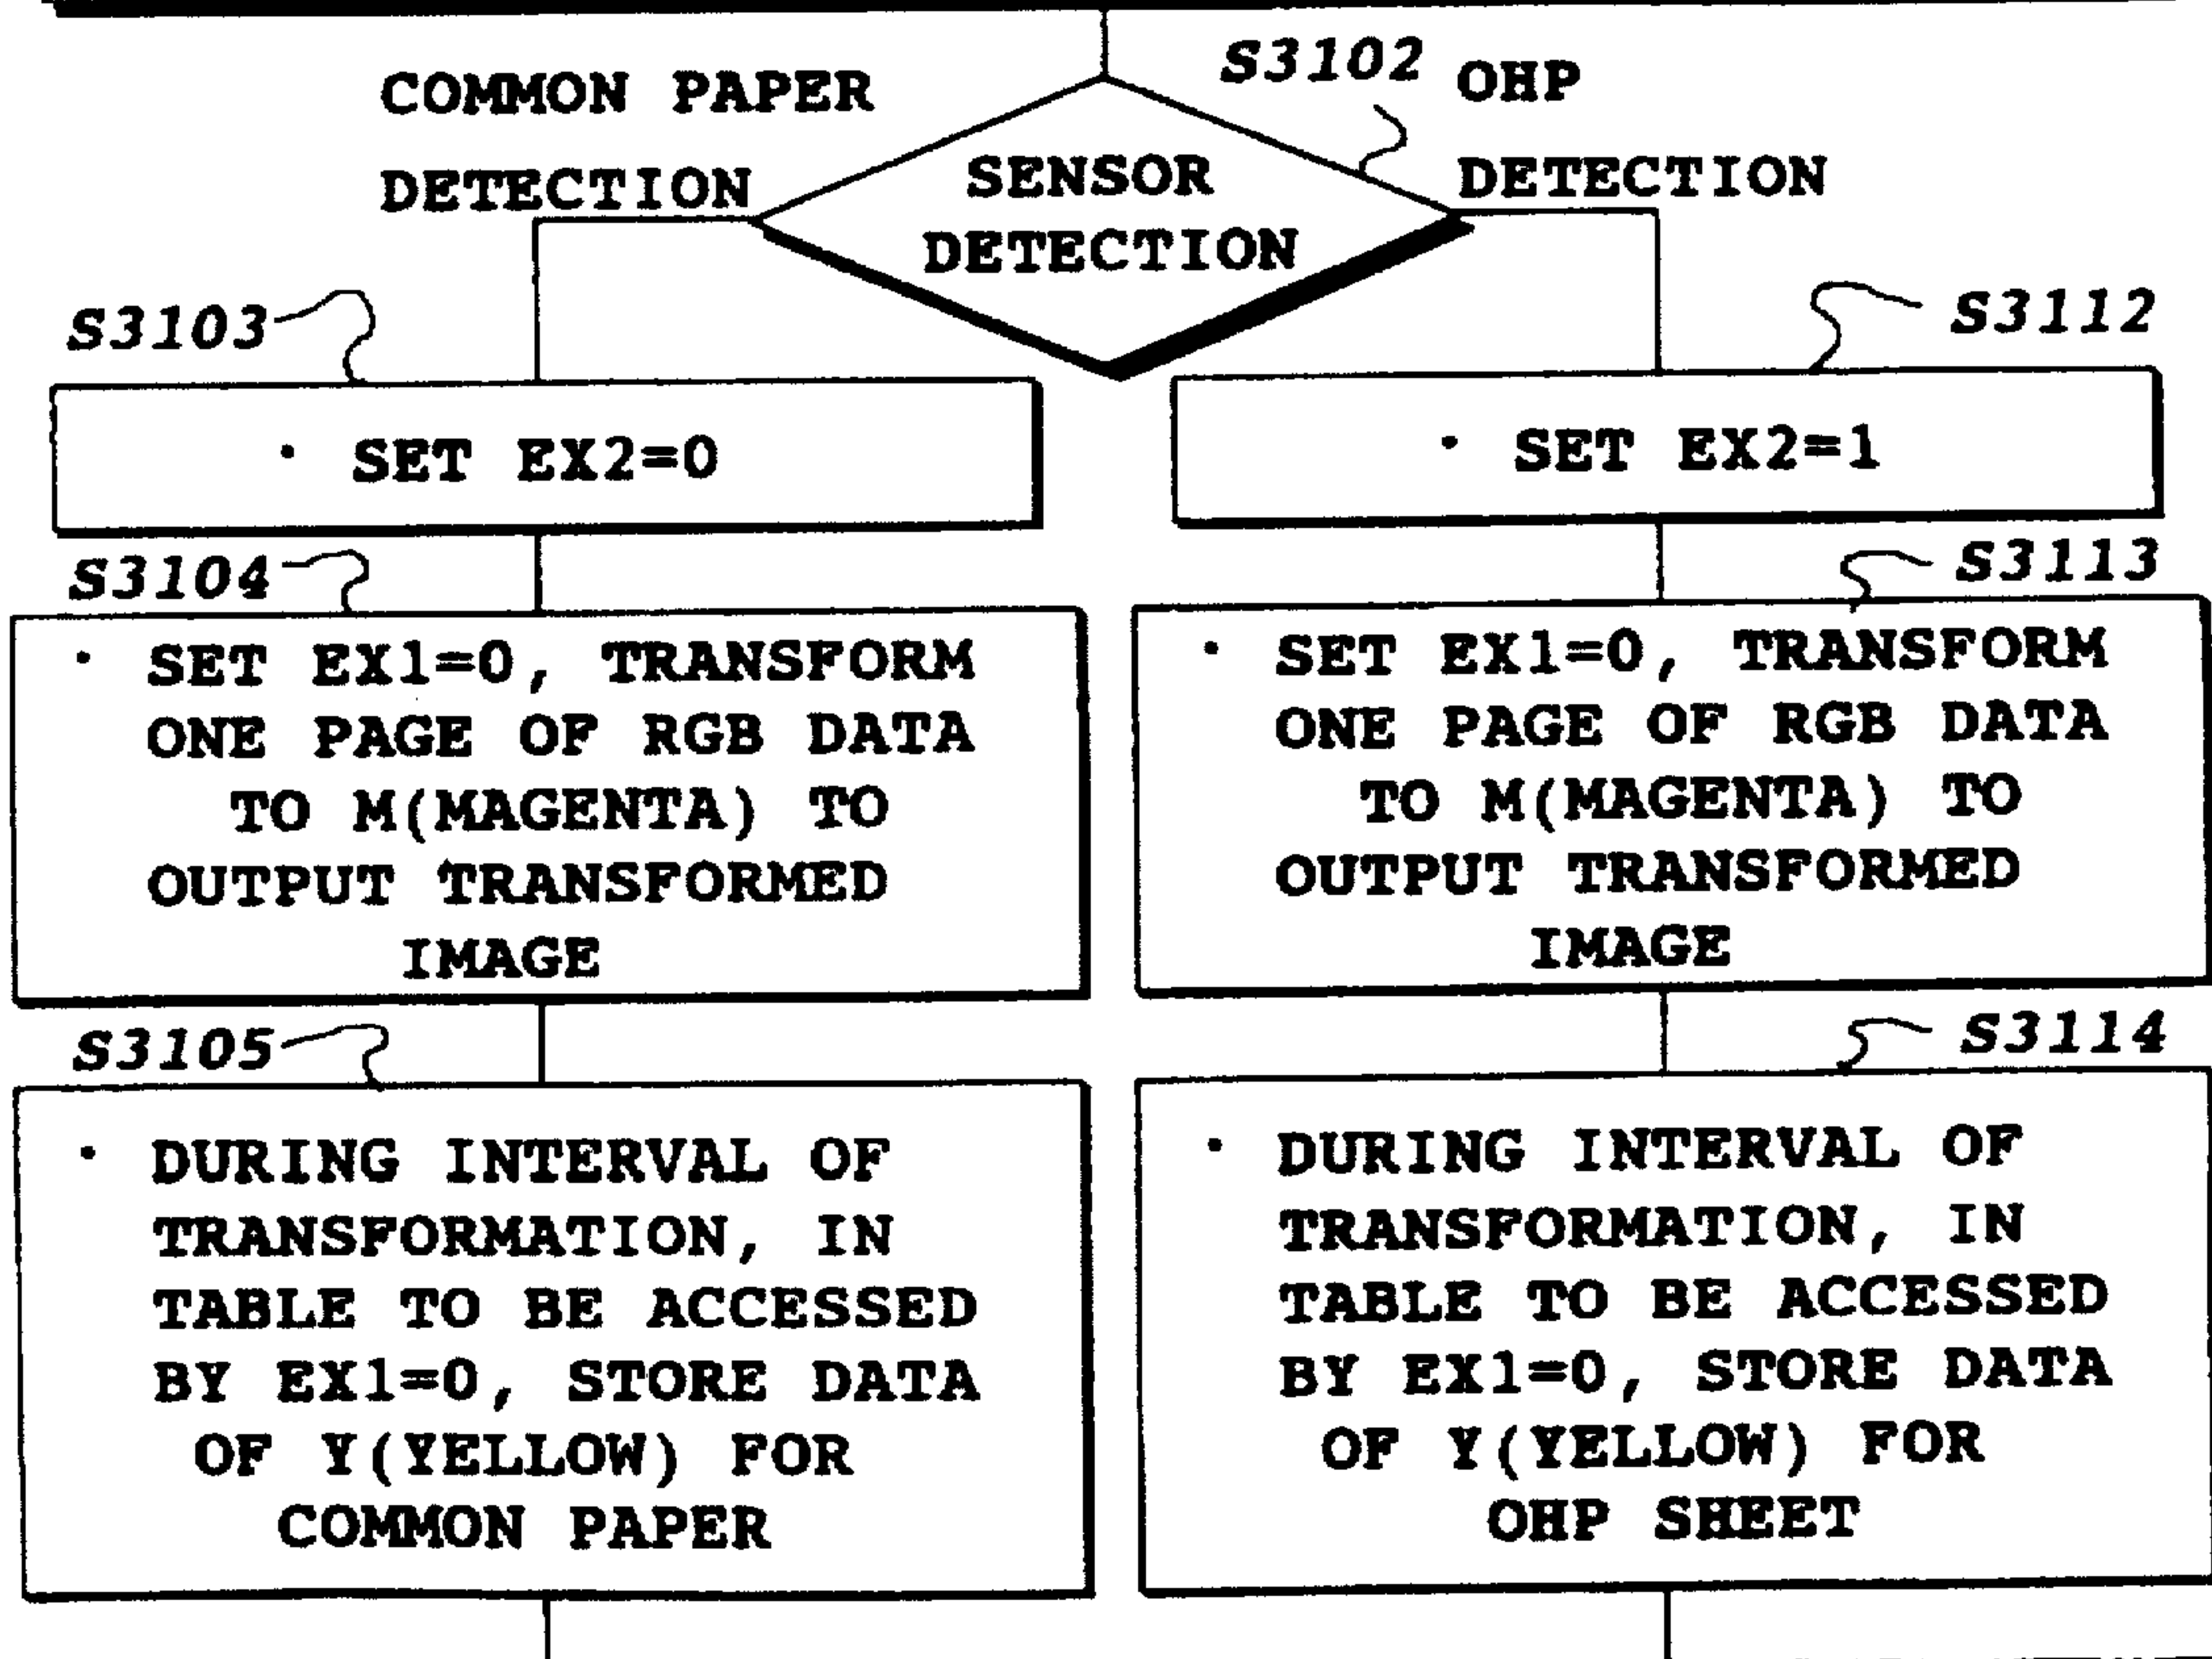 COMMON PAPER
DETECTION
S3102
OHP
DETECTION
SENSOR
DETECTION
S3103
· SET EX2=0
S3104
· SET EX1=0, TRANSFORM
ONE PAGE OF RGB DATA
TO M(MAGENTA) TO
OUTPUT TRANSFORMED
IMAGE
S3105
· DURING INTERVAL OF
TRANSFORMATION, IN
TABLE TO BE ACCESSED
BY EX1=0, STORE DATA
OF Y(YELLOW) FOR
COMMON PAPER
S3112
· SET EX2=1
S3113
· SET EX1=0, TRANSFORM
ONE PAGE OF RGB DATA
TO M(MAGENTA) TO
OUTPUT TRANSFORMED
IMAGE
S3114
· DURING INTERVAL OF
TRANSFORMATION, IN
TABLE TO BE ACCESSED
BY EX1=0, STORE DATA
OF Y(YELLOW) FOR
OHP SHEET